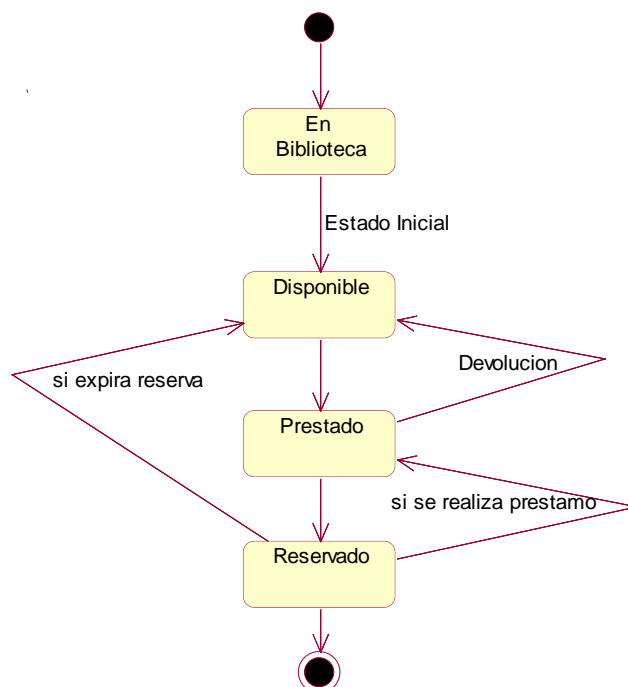 En
Biblioteca
Estado Inicial
Disponible
si expira reserva
Devolucion
Prestado
si se realiza prestamo
Reservado